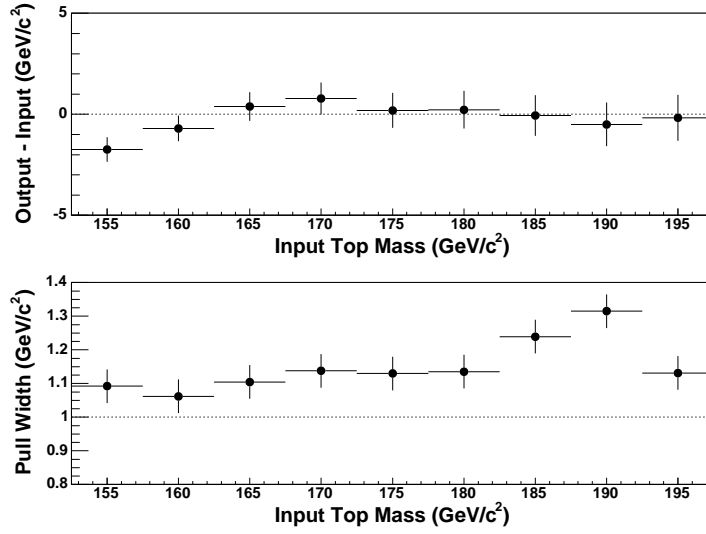 Output - Input (GeV/c²)
5
0
-5
155 160 165 170 175 180 185 190 195
Input Top Mass (GeV/c²)
Pull Width (GeV/c²)
1.4
1.3
1.2
1.1
1
0.9
0.8
155 160 165 170 175 180 185 190 195
Input Top Mass (GeV/c²)